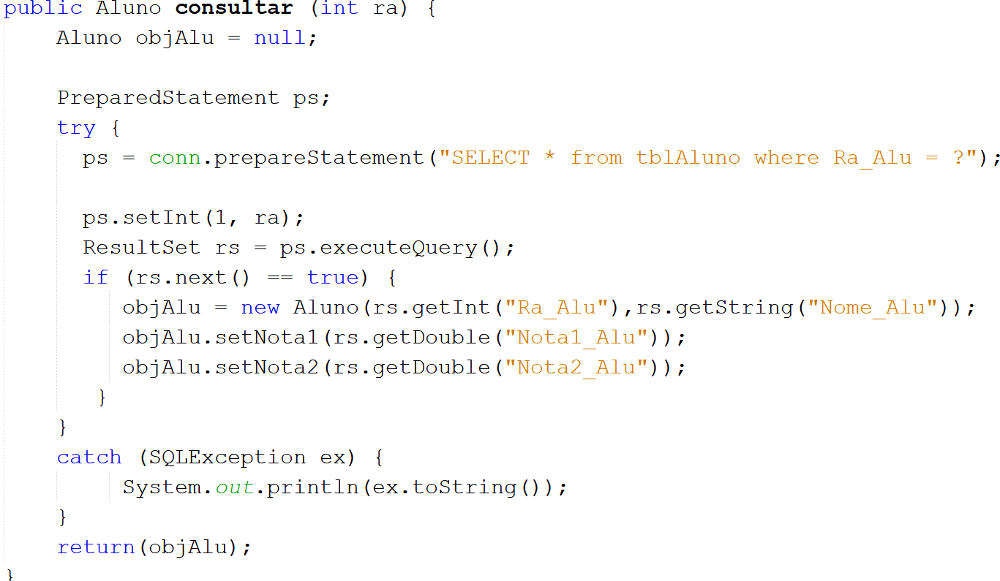 public Aluno consultar (int ra) {
Aluno objAlu = null;
PreparedStatement ps;
try {
ps = conn.prepareStatement("SELECT * from tblAluno where Ra_Alu = ?");
ps.setInt(1, ra);
ResultSet rs = ps.executeQuery();
if (rs.next() == true) {
objAlu = new Aluno(rs.getInt("Ra_Alu"),rs.getString("Nome_Alu"));
objAlu.setNota1(rs.getDouble("Nota1_Alu"));
objAlu.setNota2(rs.getDouble("Nota2_Alu"));
}
}
catch (SQLException ex) {
System.out.println(ex.toString());
}
return(objAlu);
}